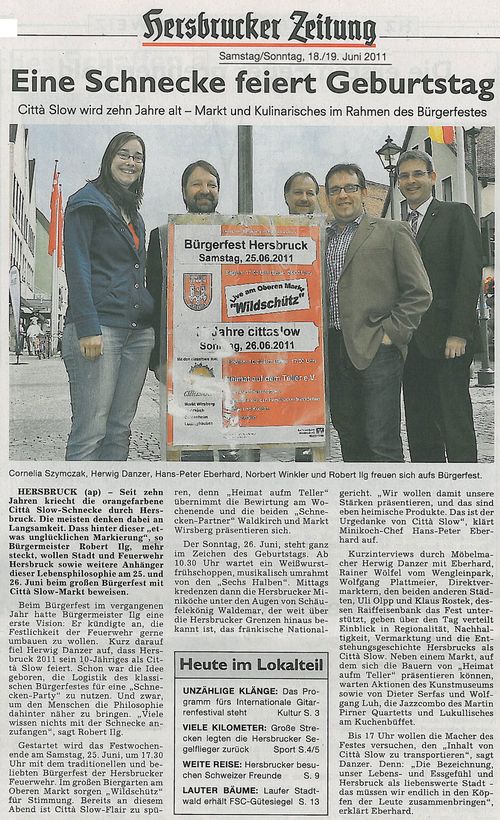 Hersbrucker Zeitung
Samstag/Sonntag, 18./19. Juni 2011
Eine Schnecke feiert Geburtstag
Città Slow wird zehn Jahre alt – Markt und Kulinarisches im Rahmen des Bürgerfestes
Bürgerfest Hersbruck
Samstag, 25.06.2011
Live am Oberen Markt
"Wildschütz"
Jahre cittaslow
Sonntag, 26.06.2011
Markt Wirsberg
Cornelia Szymczak, Herwig Danzer, Hans-Peter Eberhard, Norbert Winkler und Robert Ilg freuen sich aufs Bürgerfest.
HERSBRUCK (ap) – Seit zehn
Jahren kriecht die orangefarbene
Città Slow-Schnecke durch Hers-
bruck. Die meisten denken dabei an
Langsamkeit. Dass hinter dieser „et-
was unglücklichen Markierung“, so
Bürgermeister Robert Ilg, mehr
steckt, wollen Stadt und Feuerwehr
Hersbruck sowie weitere Anhänger
dieser Lebensphilosophie am 25. und
26. Juni beim großen Bürgerfest mit
Città Slow-Markt beweisen.
Beim Bürgerfest im vergangenen
Jahr hatte Bürgermeister Ilg eine
erste Vision: Er kündigte an, die
Festlichkeit der Feuerwehr gerne
umbauen zu wollen. Kurz darauf
fiel Herwig Danzer auf, dass Hers-
bruck 2011 sein 10-Jähriges als Cit-
tà Slow feiert. Schon war die Idee
geboren, die Logistik des klassi-
schen Bürgerfestes für eine „Schne-
cken-Party“ zu nutzen. Und zwar,
um den Menschen die Philosophie
dahinter näher zu bringen. „Viele
wissen nichts mit der Schnecke an-
zufangen“, sagt Robert Ilg.
Gestartet wird das Festwochen-
ende am Samstag, 25. Juni, um 17.30
Uhr mit dem traditionellen und be-
liebten Bürgerfest der Hersbrucker
Feuerwehr. Im großen Biergarten am
Oberen Markt sorgen „Wildschütz“
für Stimmung. Bereits an diesem
Abend ist Città Slow-Flair zu spü-
ren, denn “Heimat aufm Teller“
übernimmt die Bewirtung am Wo-
chenende und die beiden „Schne-
cken-Partner“ Waldkirch und Markt
Wirsberg präsentieren sich.
Der Sonntag, 26. Juni, steht ganz
im Zeichen des Geburtstags. Ab
10.30 Uhr wartet ein Weißwurst-
frühschoppen, musikalisch umrahmt
von den „Sechs Halben“. Mittags
kredenzen dann die Hersbrucker Mi-
niköche unter den Augen von Schäu-
felekönig Waldemar, der weit über
die Hersbrucker Grenzen hinaus be-
kannt ist, das fränkische National-
gericht. „Wir wollen damit unsere
Stärken präsentieren, und das sind
eben heimische Produkte. Das ist der
Urgedanke von Città Slow“, klärt
Minikoch-Chef Hans-Peter Eber-
hard auf.
Kurzinterviews durch Möbelma-
cher Herwig Danzer mit Eberhard,
Rainer Wölfel vom Wengleinpark,
Wolfgang Plattmeier, Direktver-
marktern, den beiden anderen Städ-
ten, Uli Olpp und Klaus Rostek, des-
sen Raiffeisenbank das Fest unter-
stützt, geben über den Tag verteilt
Einblick in Regionalität, Nachhal-
tigkeit, Vermarktung und die Ent-
stehungsgeschichte Hersbrucks als
Città Slow. Neben einem Markt, auf
dem sich die Bauern von „Heimat
aufm Teller“ präsentieren können,
warten Aktionen des Kunstmuseums
sowie von Dieter Serfas und Wolf-
gang Luh, die Jazzcombo des Martin
Pirner Quartetts und Lukullisches
am Kuchenbüffet.
Bis 17 Uhr wollen die Macher des
Festes versuchen, den „Inhalt von
Città Slow zu transportieren“, sagt
Danzer. Denn: „Die Bezeichnung,
unser Lebens- und Essgefühl und
Hersbruck als liebenswerte Stadt -
das müssen wir endlich in den Köp-
fen der Leute zusammenbringen“,
erklärt Eberhard.
Heute im Lokalteil
UNZÄHLIGE KLÄNGE: Das Pro-
gramm fürs Internationale Gitar-
renfestival steht Kultur S. 3
VIELE KILOMETER: Große Stre-
cken legten die Hersbrucker Se-
gelflieger zurück Sport S.4/5
WEITE REISE: Hersbrucker besu-
chen Schweizer Freunde S. 9
LAUTER BÄUME: Laufer Stadt-
wald erhält FSC-Gütesiegel S. 13